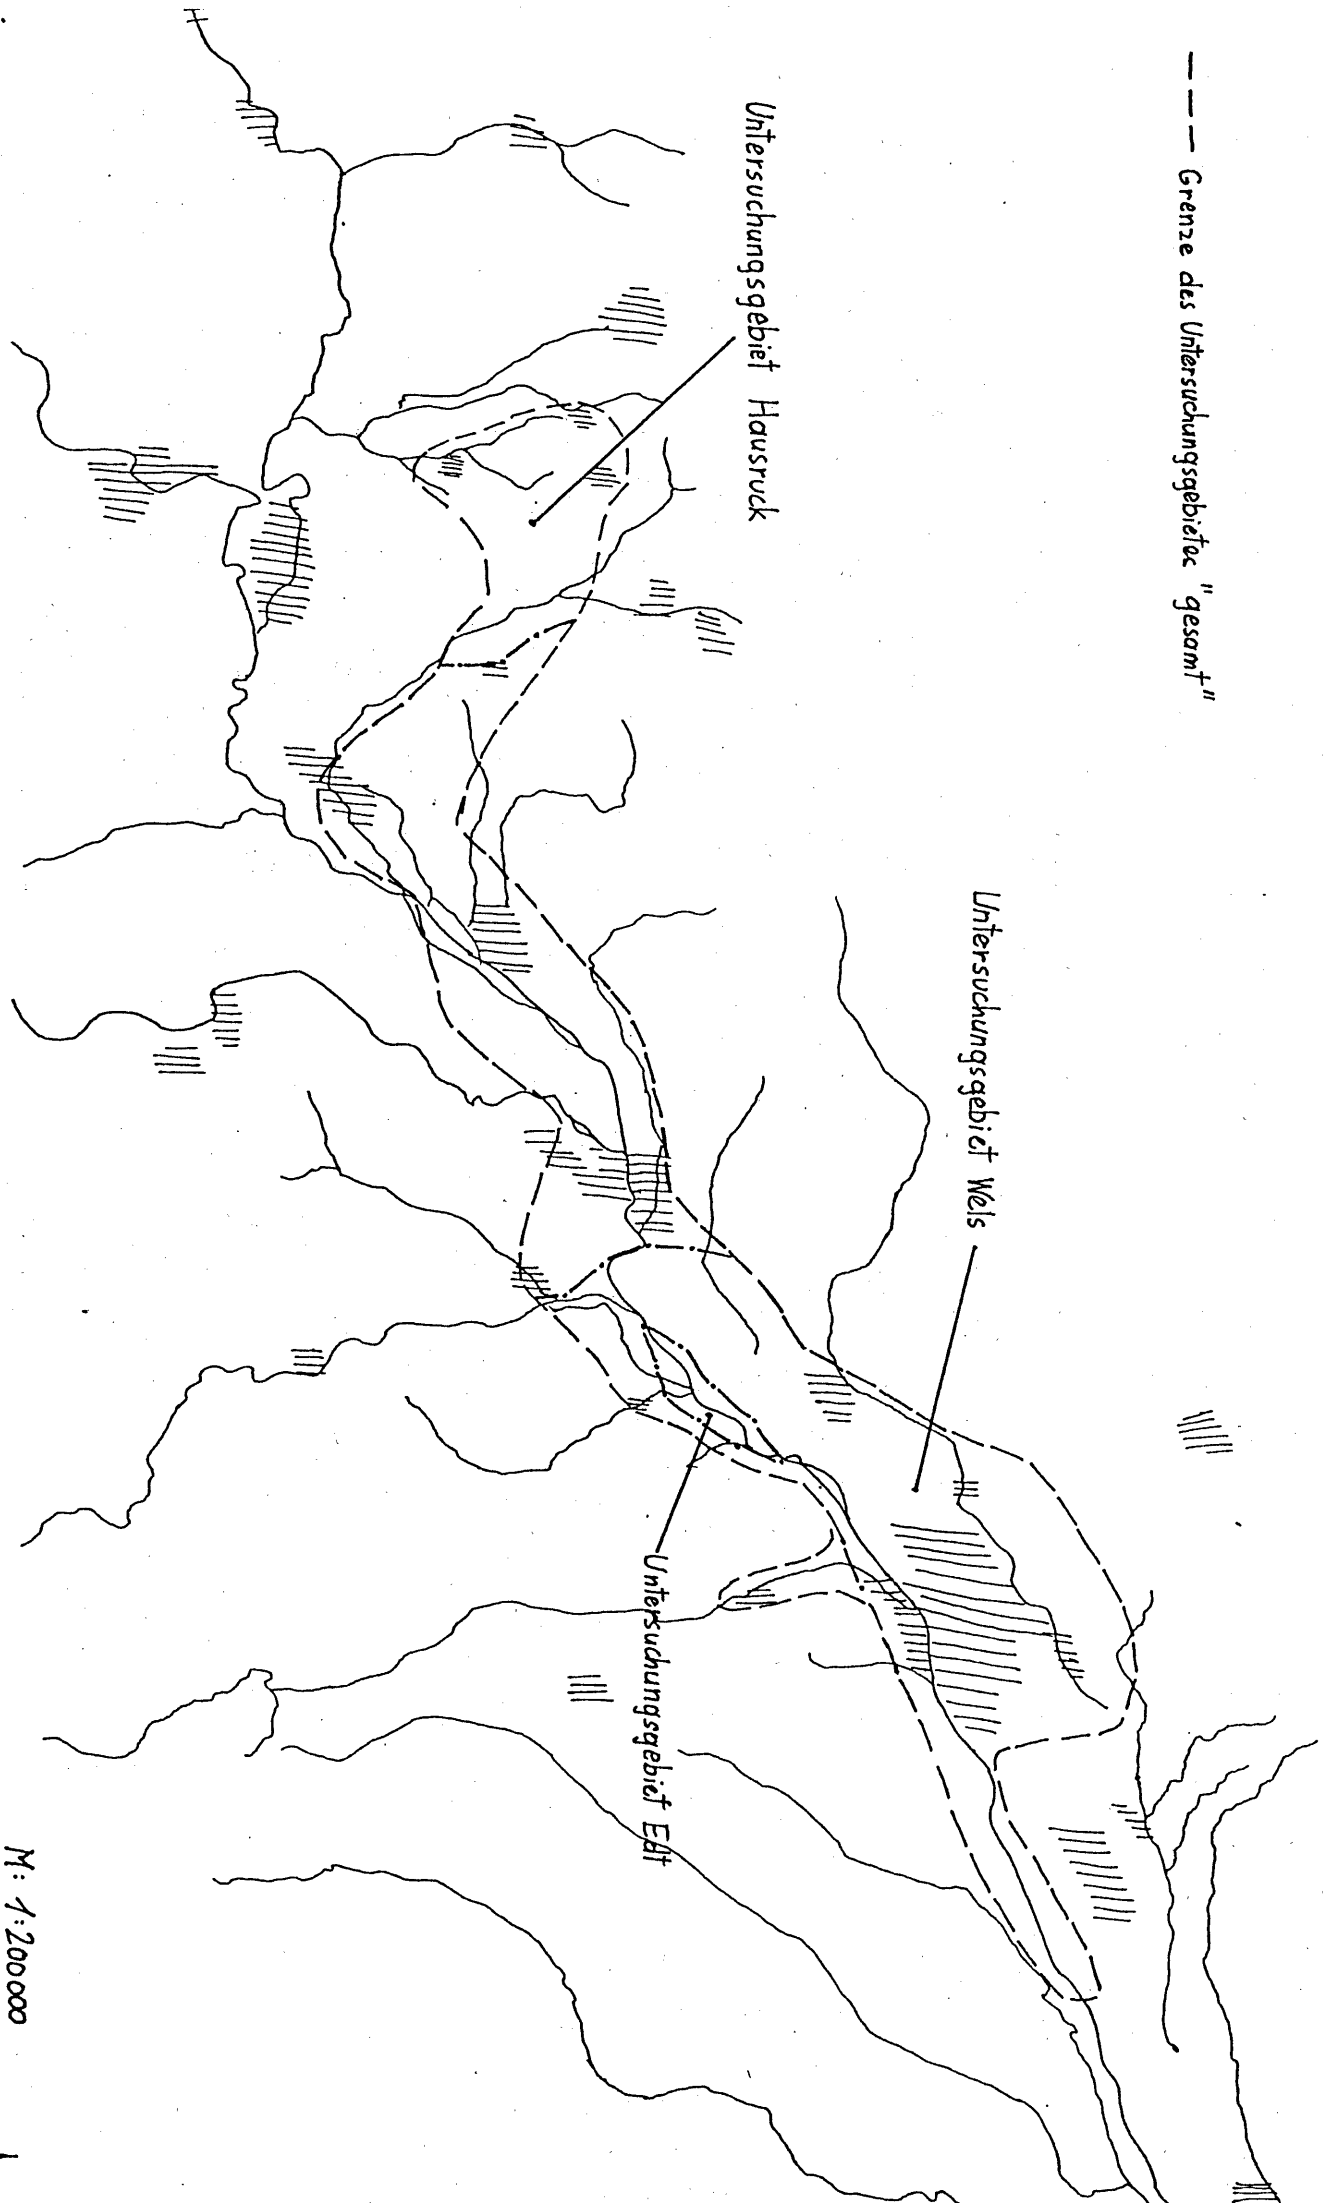 Grenze des Untersuchungsgebietes "gesamt"
Untersuchungsgebiet Wels
Untersuchungsgebiet Hausruck
Untersuchungsgebiet Edt
M: 1:200000